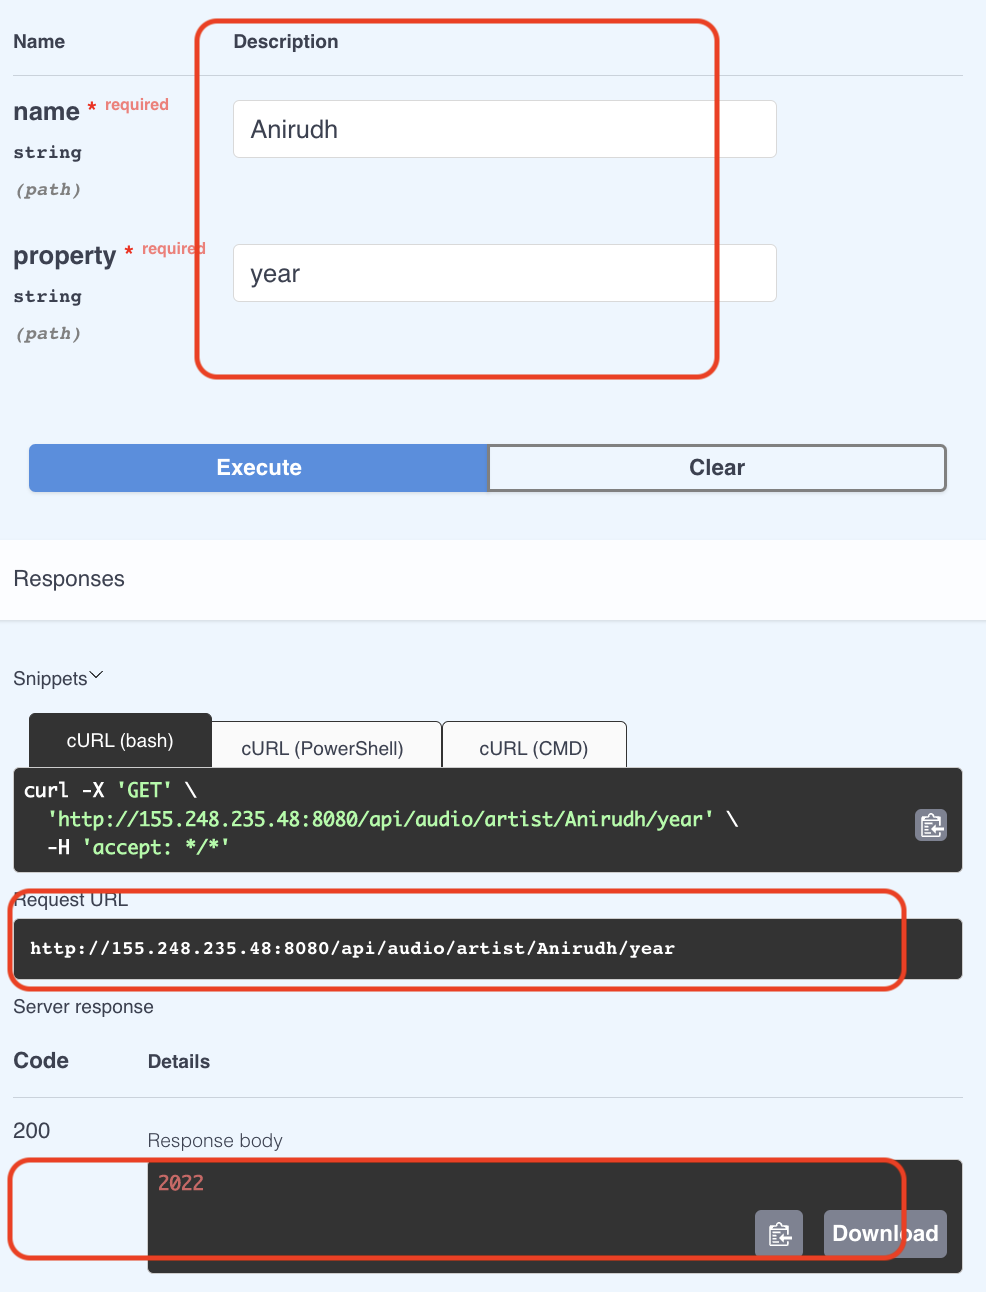 Name Description
name * required
Anirudh
string
(path)
property * required
year
string
(path)
Execute Clear
Responses
Snippets
cURL (bash) cURL (PowerShell) cURL (CMD)
curl -X 'GET' \
'http://155.248.235.48:8080/api/audio/artist/Anirudh/year' \
-H 'accept: */*'
Request URL
http://155.248.235.48:8080/api/audio/artist/Anirudh/year
Server response
Code Details
200
Response body
2022
Download